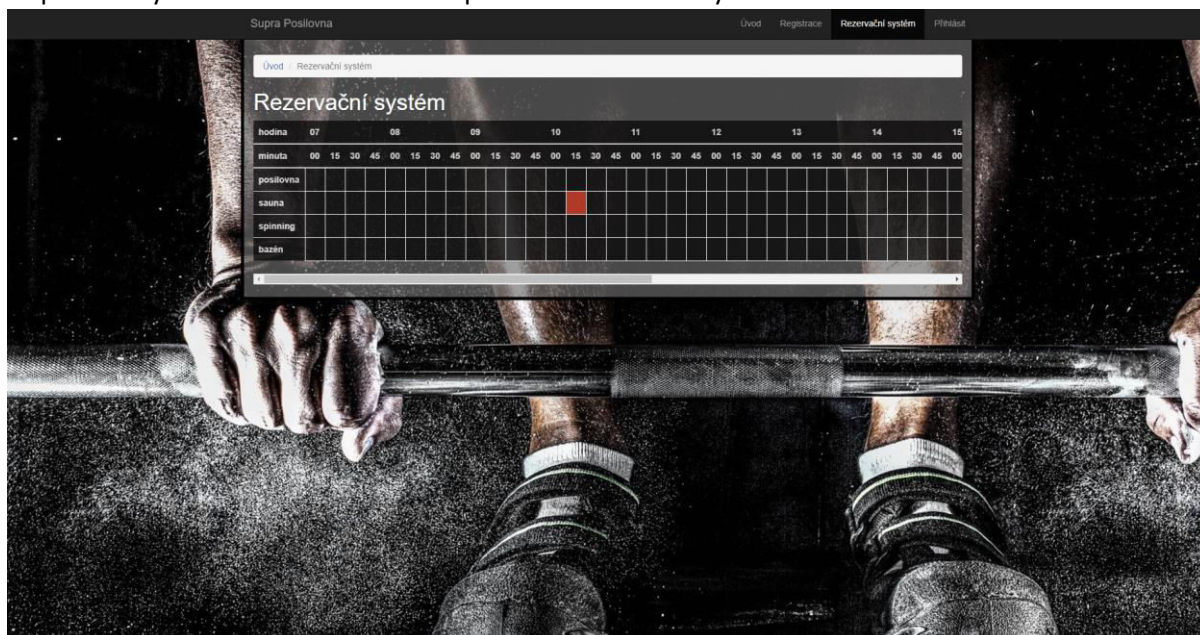 Supra Posilovna Úvod Registrace Rezervační systém Přihlásit
Úvod / Rezervační systém
Rezervační systém
hodina 07 08 09 10 11 12 13 14 15
minuta 00 15 30 45 00 15 30 45 00 15 30 45 00 15 30 45 00 15 30 45 00 15 30 45 00 15 30 45 00 15 30 45 00
posilovna
sauna
spinning
bazén